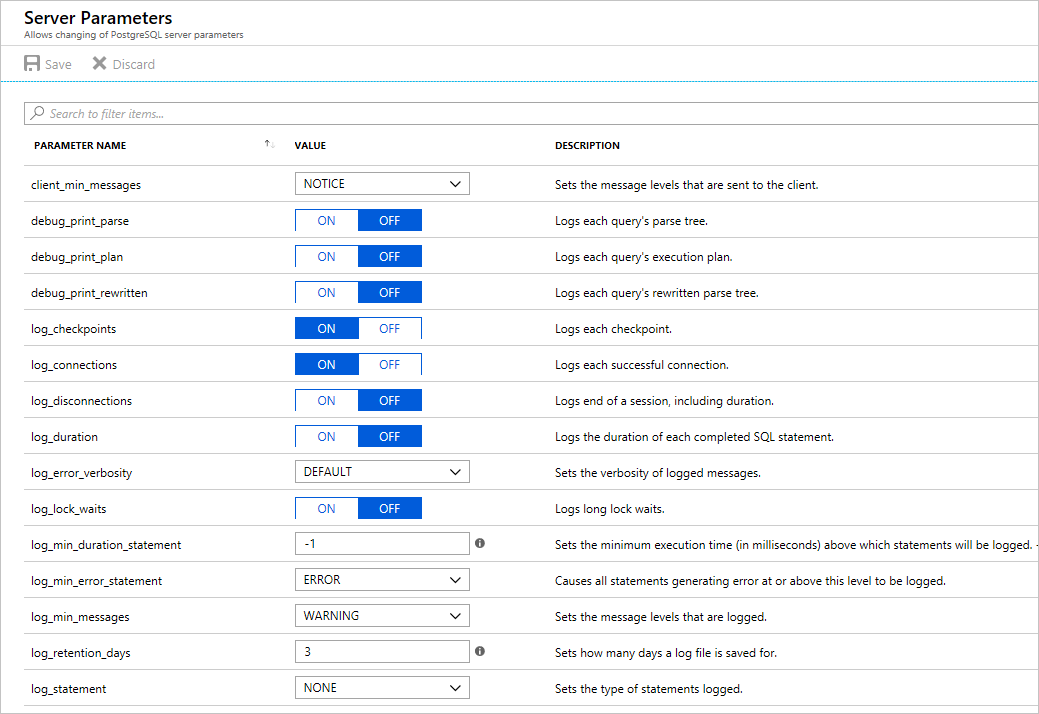 Server Parameters
Allows changing of PostgreSQL server parameters
Save Discard
Search to filter items...
PARAMETER NAME VALUE DESCRIPTION
client_min_messages NOTICE Sets the message levels that are sent to the client.
debug_print_parse ON OFF Logs each query's parse tree.
debug_print_plan ON OFF Logs each query's execution plan.
debug_print_rewritten ON OFF Logs each query's rewritten parse tree.
log_checkpoints ON OFF Logs each checkpoint.
log_connections ON OFF Logs each successful connection.
log_disconnections ON OFF Logs end of a session, including duration.
log_duration ON OFF Logs the duration of each completed SQL statement.
log_error_verbosity DEFAULT Sets the verbosity of logged messages.
log_lock_waits ON OFF Logs long lock waits.
log_min_duration_statement -1 Sets the minimum execution time (in milliseconds) above which statements will be logged. -
log_min_error_statement ERROR Causes all statements generating error at or above this level to be logged.
log_min_messages WARNING Sets the message levels that are logged.
log_retention_days 3 Sets how many days a log file is saved for.
log_statement NONE Sets the type of statements logged.